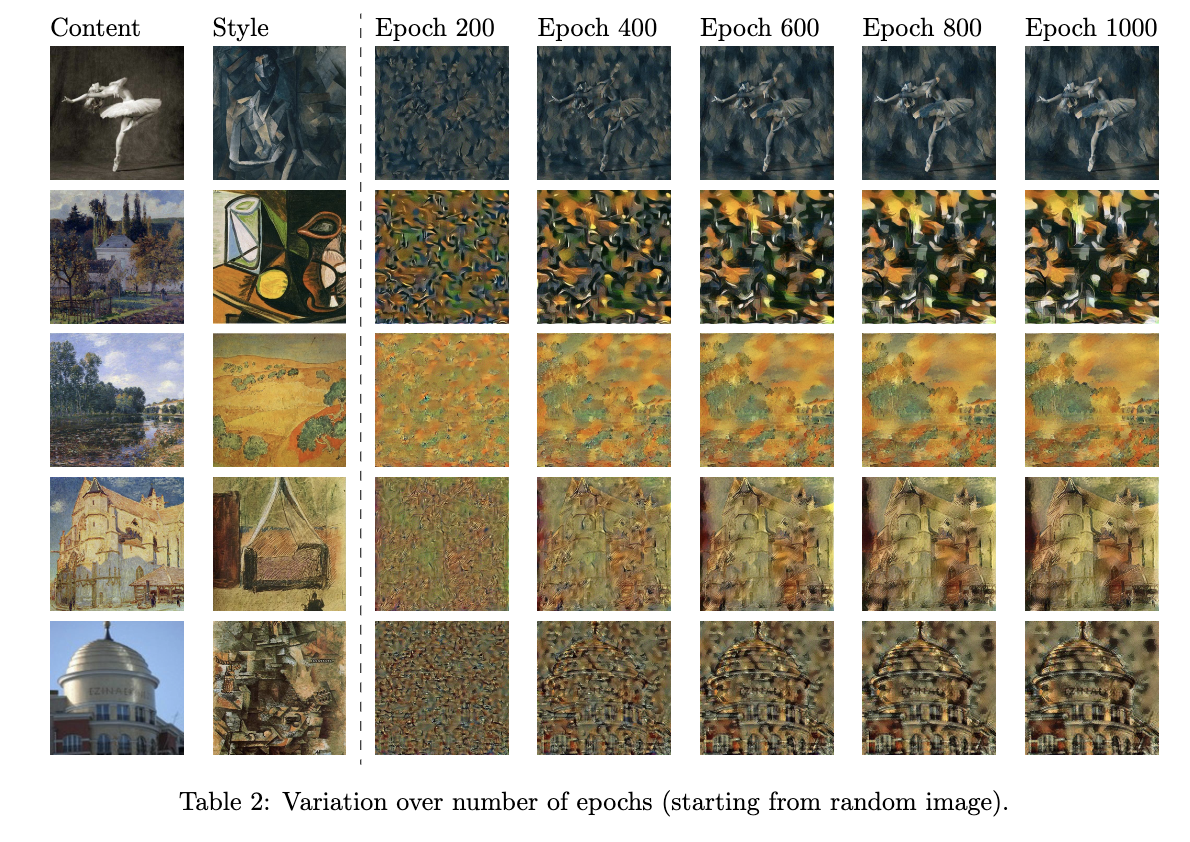 Content Style Epoch 200 Epoch 400 Epoch 600 Epoch 800 Epoch 1000
Table 2: Variation over number of epochs (starting from random image).